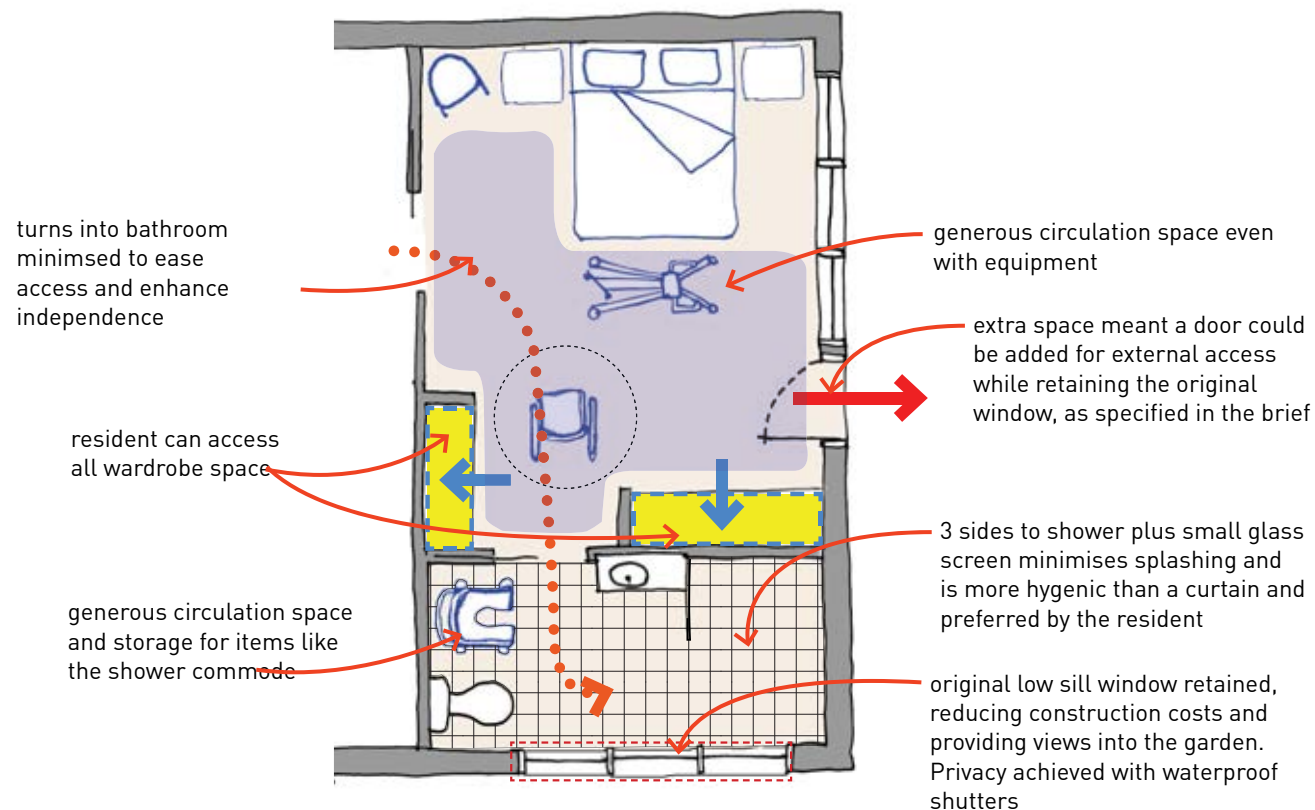 turns into bathroom
minimsed to ease
access and enhance
independence
resident can access
all wardrobe space
generous circulation space
and storage for items like
the shower commode
generous circulation space even
with equipment
extra space meant a door could
be added for external access
while retaining the original
window, as specified in the brief
3 sides to shower plus small glass
screen minimises splashing and
is more hygenic than a curtain and
preferred by the resident
original low sill window retained,
reducing construction costs and
providing views into the garden.
Privacy achieved with waterproof
shutters